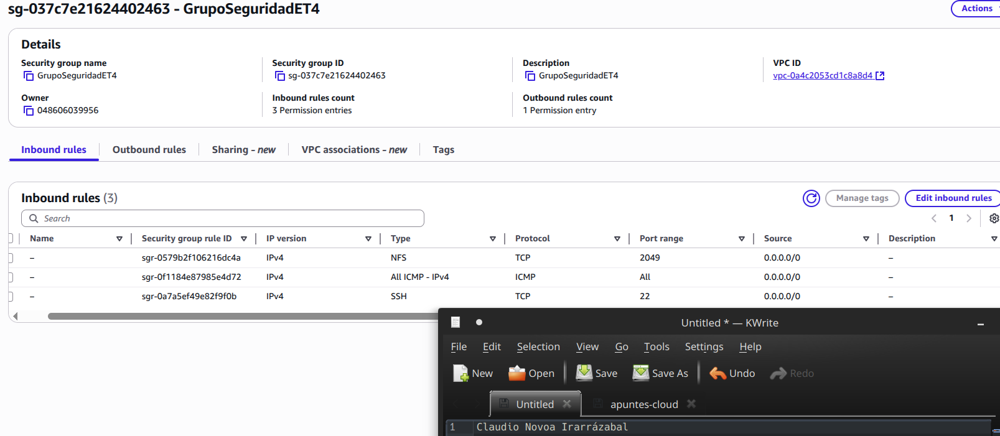 sg-037c7e21624402463 - GrupoSeguridadET4
Actions
Details
Security group name
GrupoSeguridadET4
Security group ID
sg-037c7e21624402463
Description
GrupoSeguridadET4
VPC ID
vpc-0a4c2053cd1c8a8d4
Owner
048606039956
Inbound rules count
3 Permission entries
Outbound rules count
1 Permission entry
Inbound rules Outbound rules Sharing - new VPC associations - new Tags
Inbound rules (3)
Manage tags Edit inbound rules
Search
1
Name Security group rule ID IP version Type Protocol Port range Source Description
– sgr-0579b2f106216dc4a IPv4 NFS TCP 2049 0.0.0.0/0 –
– sgr-0f1184e87985e4d72 IPv4 All ICMP - IPv4 ICMP All 0.0.0.0/0 –
– sgr-0a7a5ef49e82f9f0b IPv4 SSH TCP 22 0.0.0.0/0 –
Untitled * — KWrite
File Edit Selection View Go Tools Settings Help
New Open Save Save As Undo Redo
Untitled apuntes-cloud
1 Claudio Novoa Irarrázabal